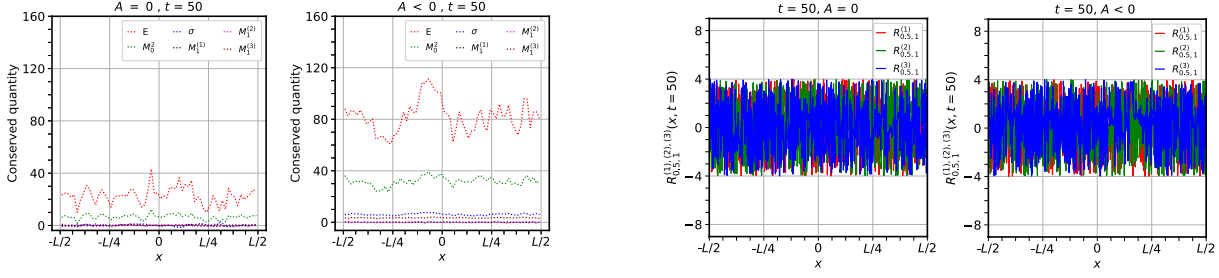 A = 0 , t = 50
Conserved quantity
160
120
80
40
0
E
M_0^2
σ
M_1^(1)
M_1^(2)
M_1^(3)
-L/2
-L/4
0
L/4
L/2
x
A < 0 , t = 50
Conserved quantity
160
120
80
40
0
E
M_0^2
σ
M_1^(1)
M_1^(2)
M_1^(3)
-L/2
-L/4
0
L/4
L/2
x
t = 50, A = 0
R_{0.5,1}^{(1),(2),(3)}(x, t = 50)
8
4
0
−4
−8
R_{0.5,1}^{(1)}
R_{0.5,1}^{(2)}
R_{0.5,1}^{(3)}
-L/2
-L/4
0
L/4
L/2
x
t = 50, A < 0
R_{0.5,1}^{(1),(2),(3)}(x, t = 50)
8
4
0
−4
−8
R_{0.5,1}^{(1)}
R_{0.5,1}^{(2)}
R_{0.5,1}^{(3)}
-L/2
-L/4
0
L/4
L/2
x